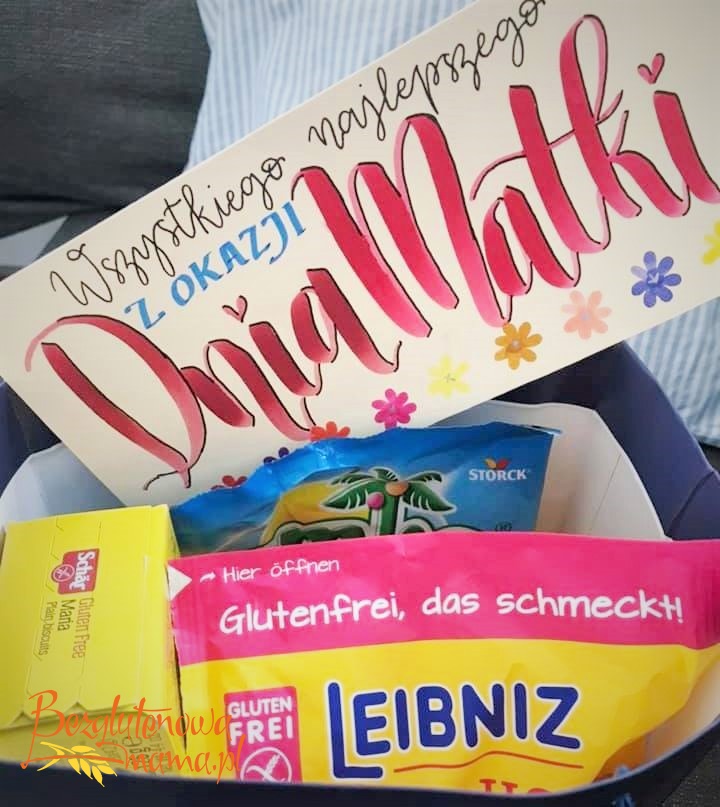 Wszystkiego najlepszego
Z OKAZJI
Dnia Matki
STORCK
Hier öffnen
Glutenfrei, das schmeckt!
GLUTEN
FREI
LEIBNIZ
Schär
Gluten Free
Maria
Plain biscuits
Bezglutenowa
mama.pl